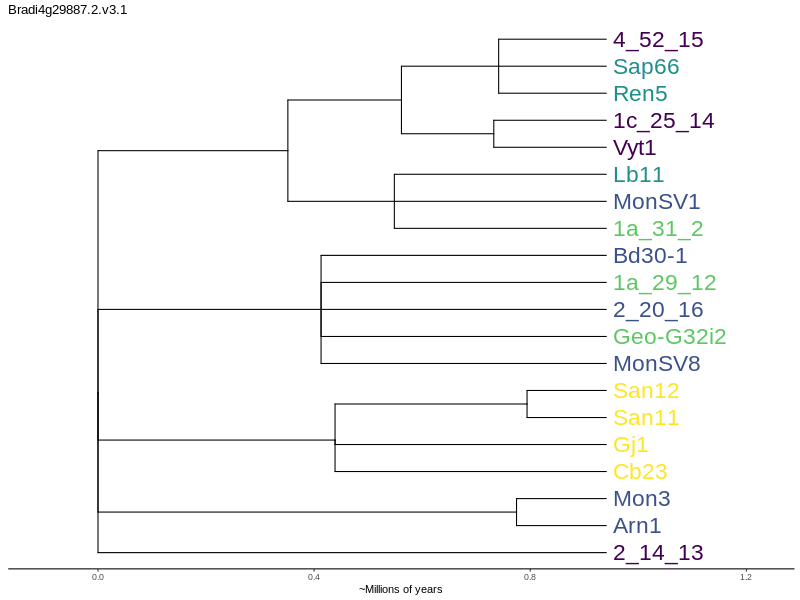 Bradi4g29887.2.v3.1
4_52_15
Sap66
Ren5
1c_25_14
Vyt1
Lb11
MonSV1
1a_31_2
Bd30-1
1a_29_12
2_20_16
Geo-G32i2
MonSV8
San12
San11
Gj1
Cb23
Mon3
Arn1
2_14_13
0.0 0.4 0.8 1.2
~Millions of years